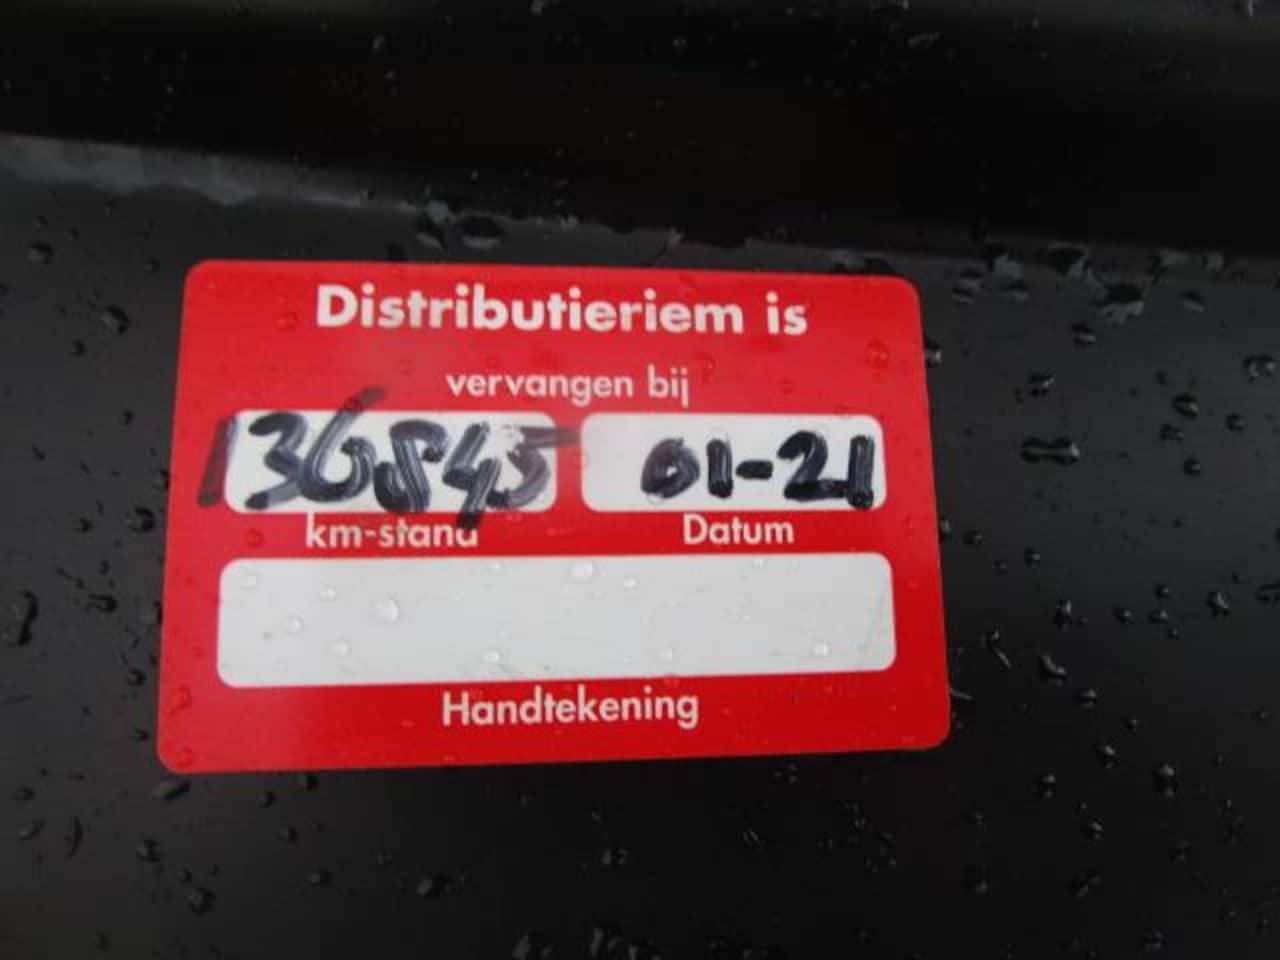 Distributieriem is
vervangen bij
136845 01-21
km-stand Datum
Handtekening